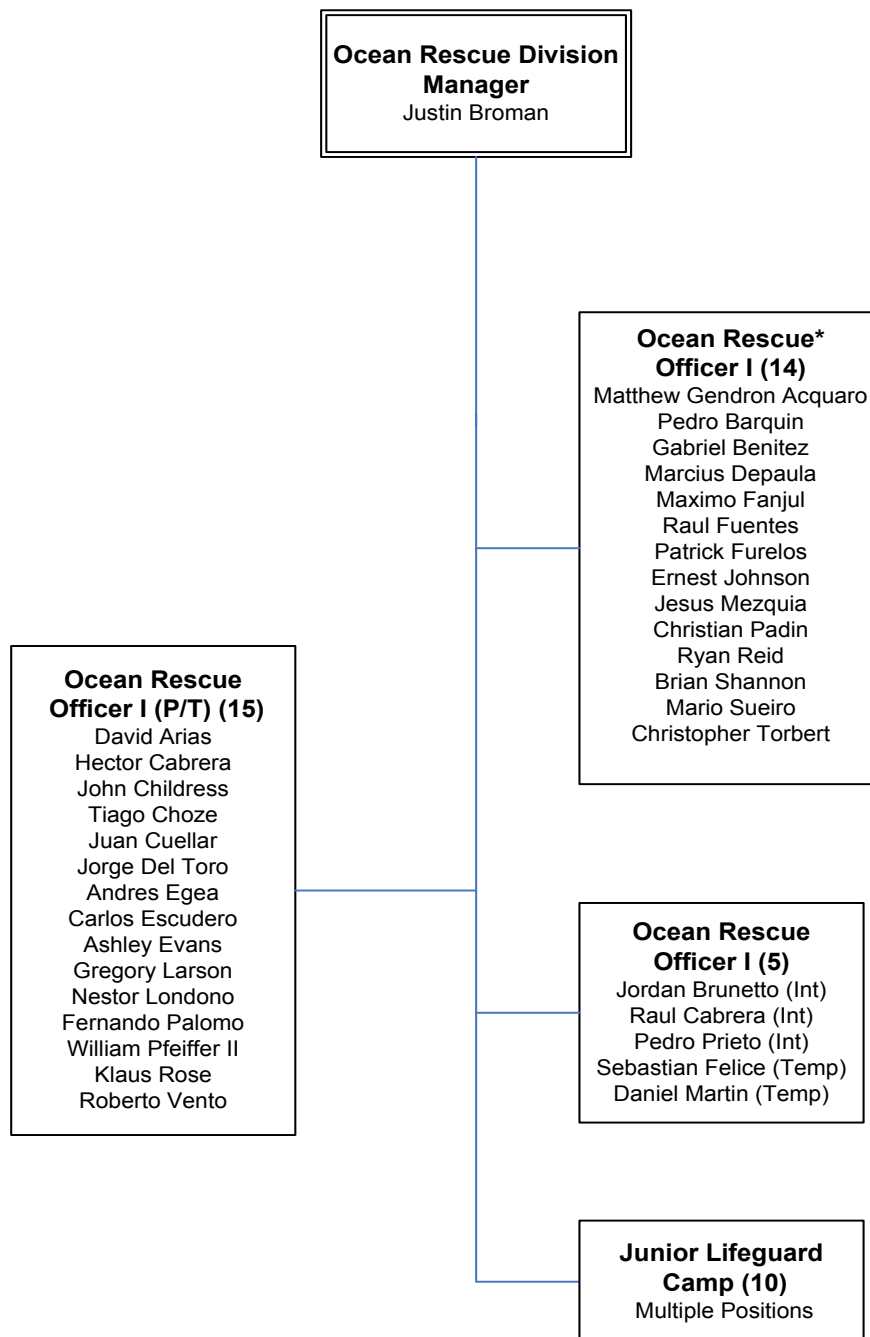 Ocean Rescue Division
Manager
Justin Broman
Ocean Rescue*
Officer I (14)
Matthew Gendron Acquaro
Pedro Barquin
Gabriel Benitez
Marcius Depaula
Maximo Fanjul
Raul Fuentes
Patrick Furelos
Ernest Johnson
Jesus Mezquia
Christian Padin
Ryan Reid
Brian Shannon
Mario Sueiro
Christopher Torbert
Ocean Rescue
Officer I (P/T) (15)
David Arias
Hector Cabrera
John Childress
Tiago Choze
Juan Cuellar
Jorge Del Toro
Andres Egea
Carlos Escudero
Ashley Evans
Gregory Larson
Nestor Londono
Fernando Palomo
William Pfeiffer II
Klaus Rose
Roberto Vento
Ocean Rescue
Officer I (5)
Jordan Brunetto (Int)
Raul Cabrera (Int)
Pedro Prieto (Int)
Sebastian Felice (Temp)
Daniel Martin (Temp)
Junior Lifeguard
Camp (10)
Multiple Positions